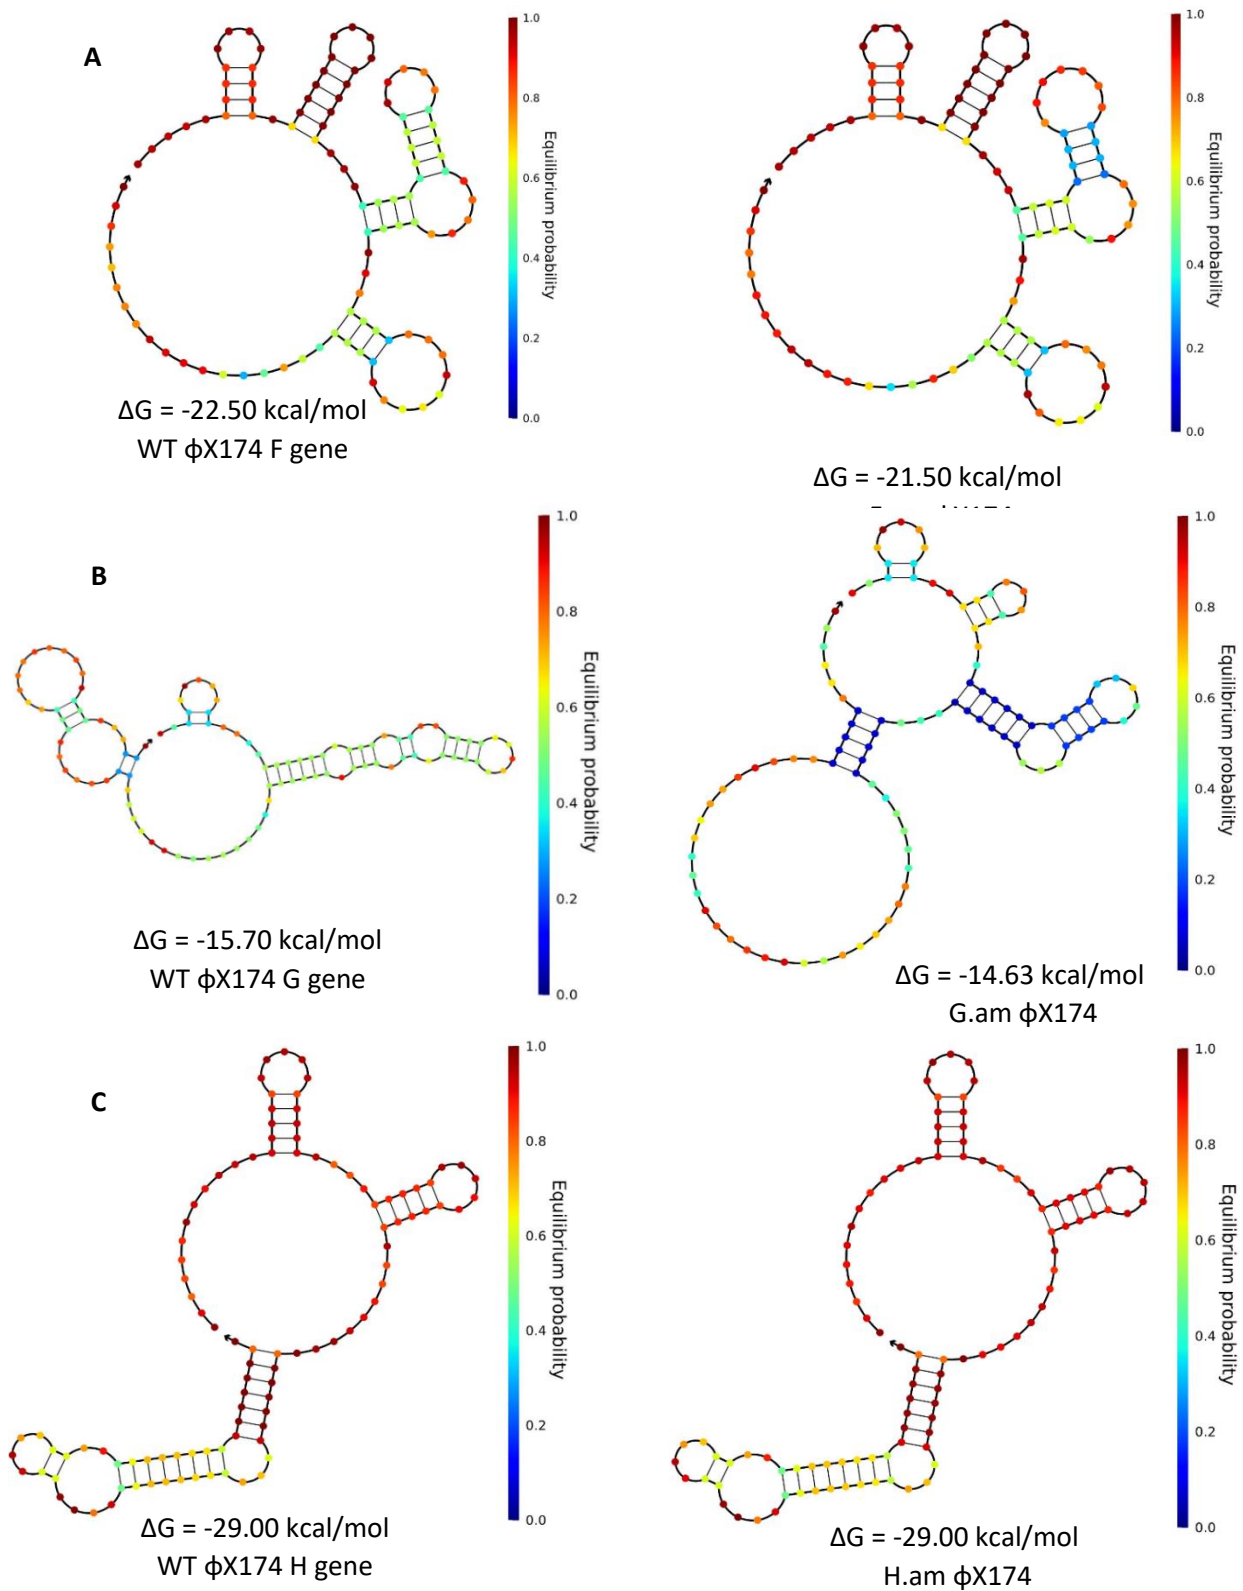 A
1.0
0.8
0.6
0.4
0.2
0.0
Equilibrium probability
ΔG = -22.50 kcal/mol
WT ϕX174 F gene
1.0
0.8
0.6
0.4
0.2
0.0
Equilibrium probability
ΔG = -21.50 kcal/mol
B
1.0
0.8
0.6
0.4
0.2
0.0
Equilibrium probability
ΔG = -15.70 kcal/mol
WT ϕX174 G gene
1.0
0.8
0.6
0.4
0.2
0.0
Equilibrium probability
ΔG = -14.63 kcal/mol
G.am ϕX174
C
1.0
0.8
0.6
0.4
0.2
0.0
Equilibrium probability
ΔG = -29.00 kcal/mol
WT ϕX174 H gene
1.0
0.8
0.6
0.4
0.2
0.0
Equilibrium probability
ΔG = -29.00 kcal/mol
H.am ϕX174